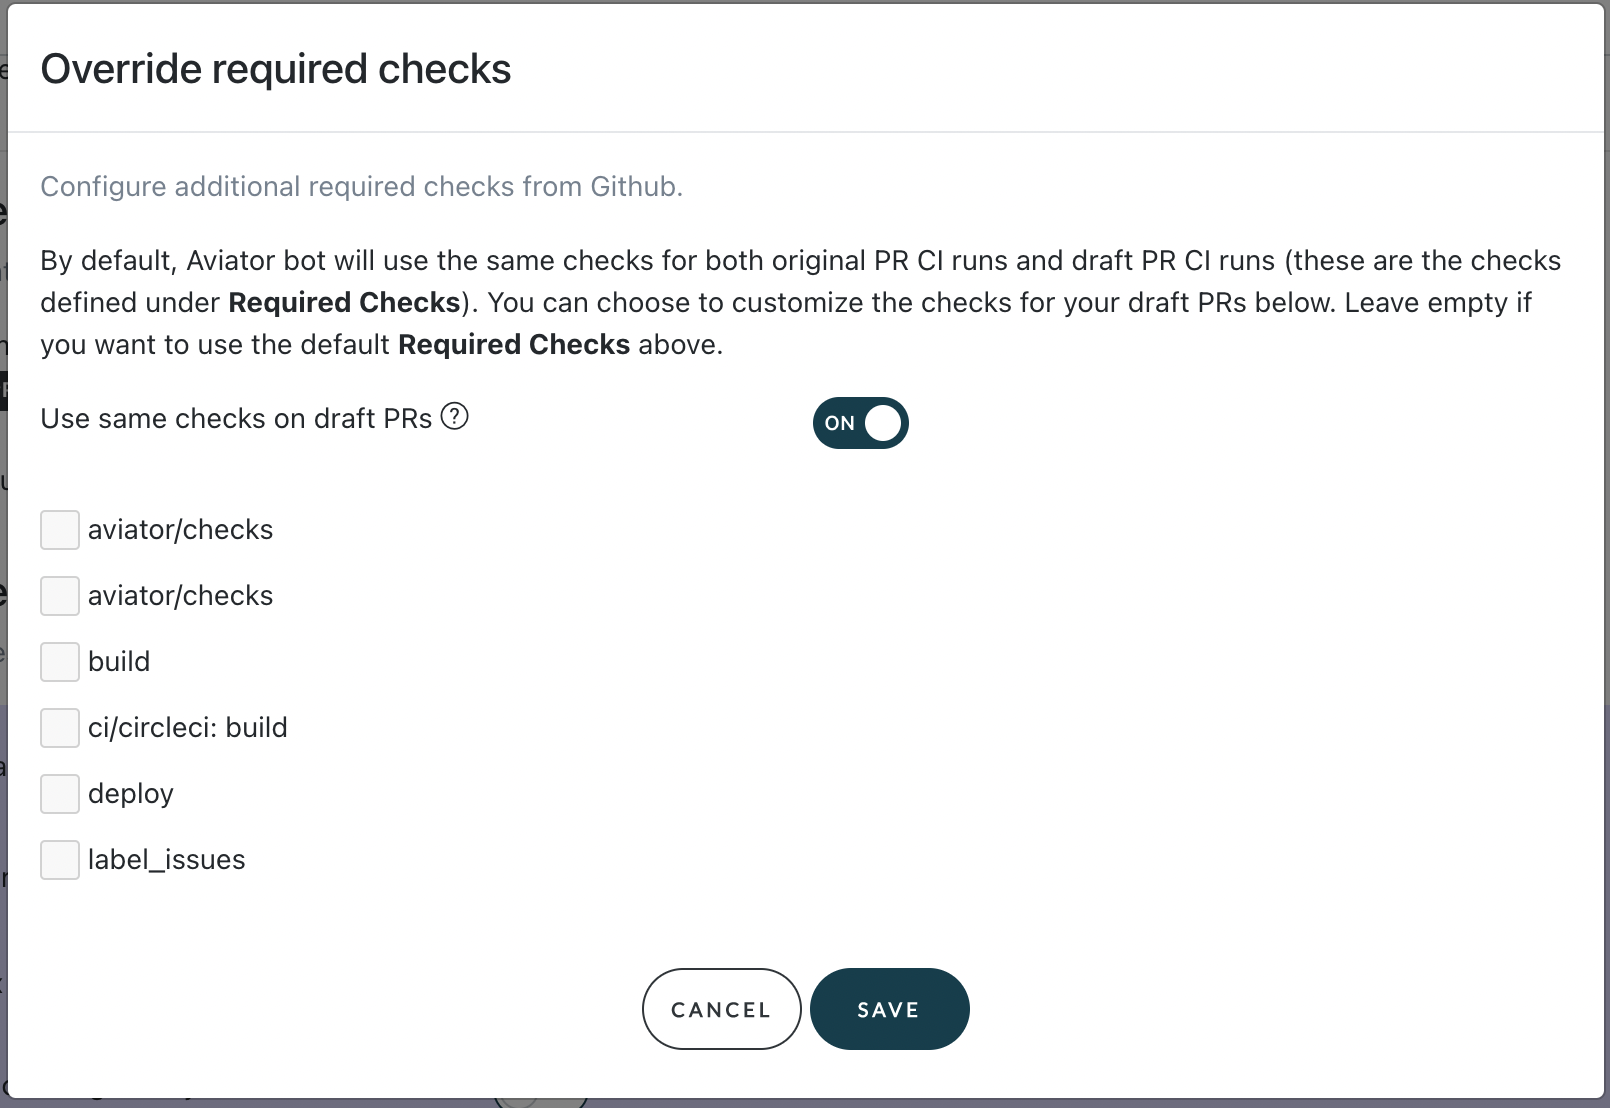 Override required checks
Configure additional required checks from Github.
By default, Aviator bot will use the same checks for both original PR CI runs and draft PR CI runs (these are the checks
defined under Required Checks). You can choose to customize the checks for your draft PRs below. Leave empty if
you want to use the default Required Checks above.
Use same checks on draft PRs ?
ON
aviator/checks
aviator/checks
build
ci/circleci: build
deploy
label_issues
CANCEL SAVE